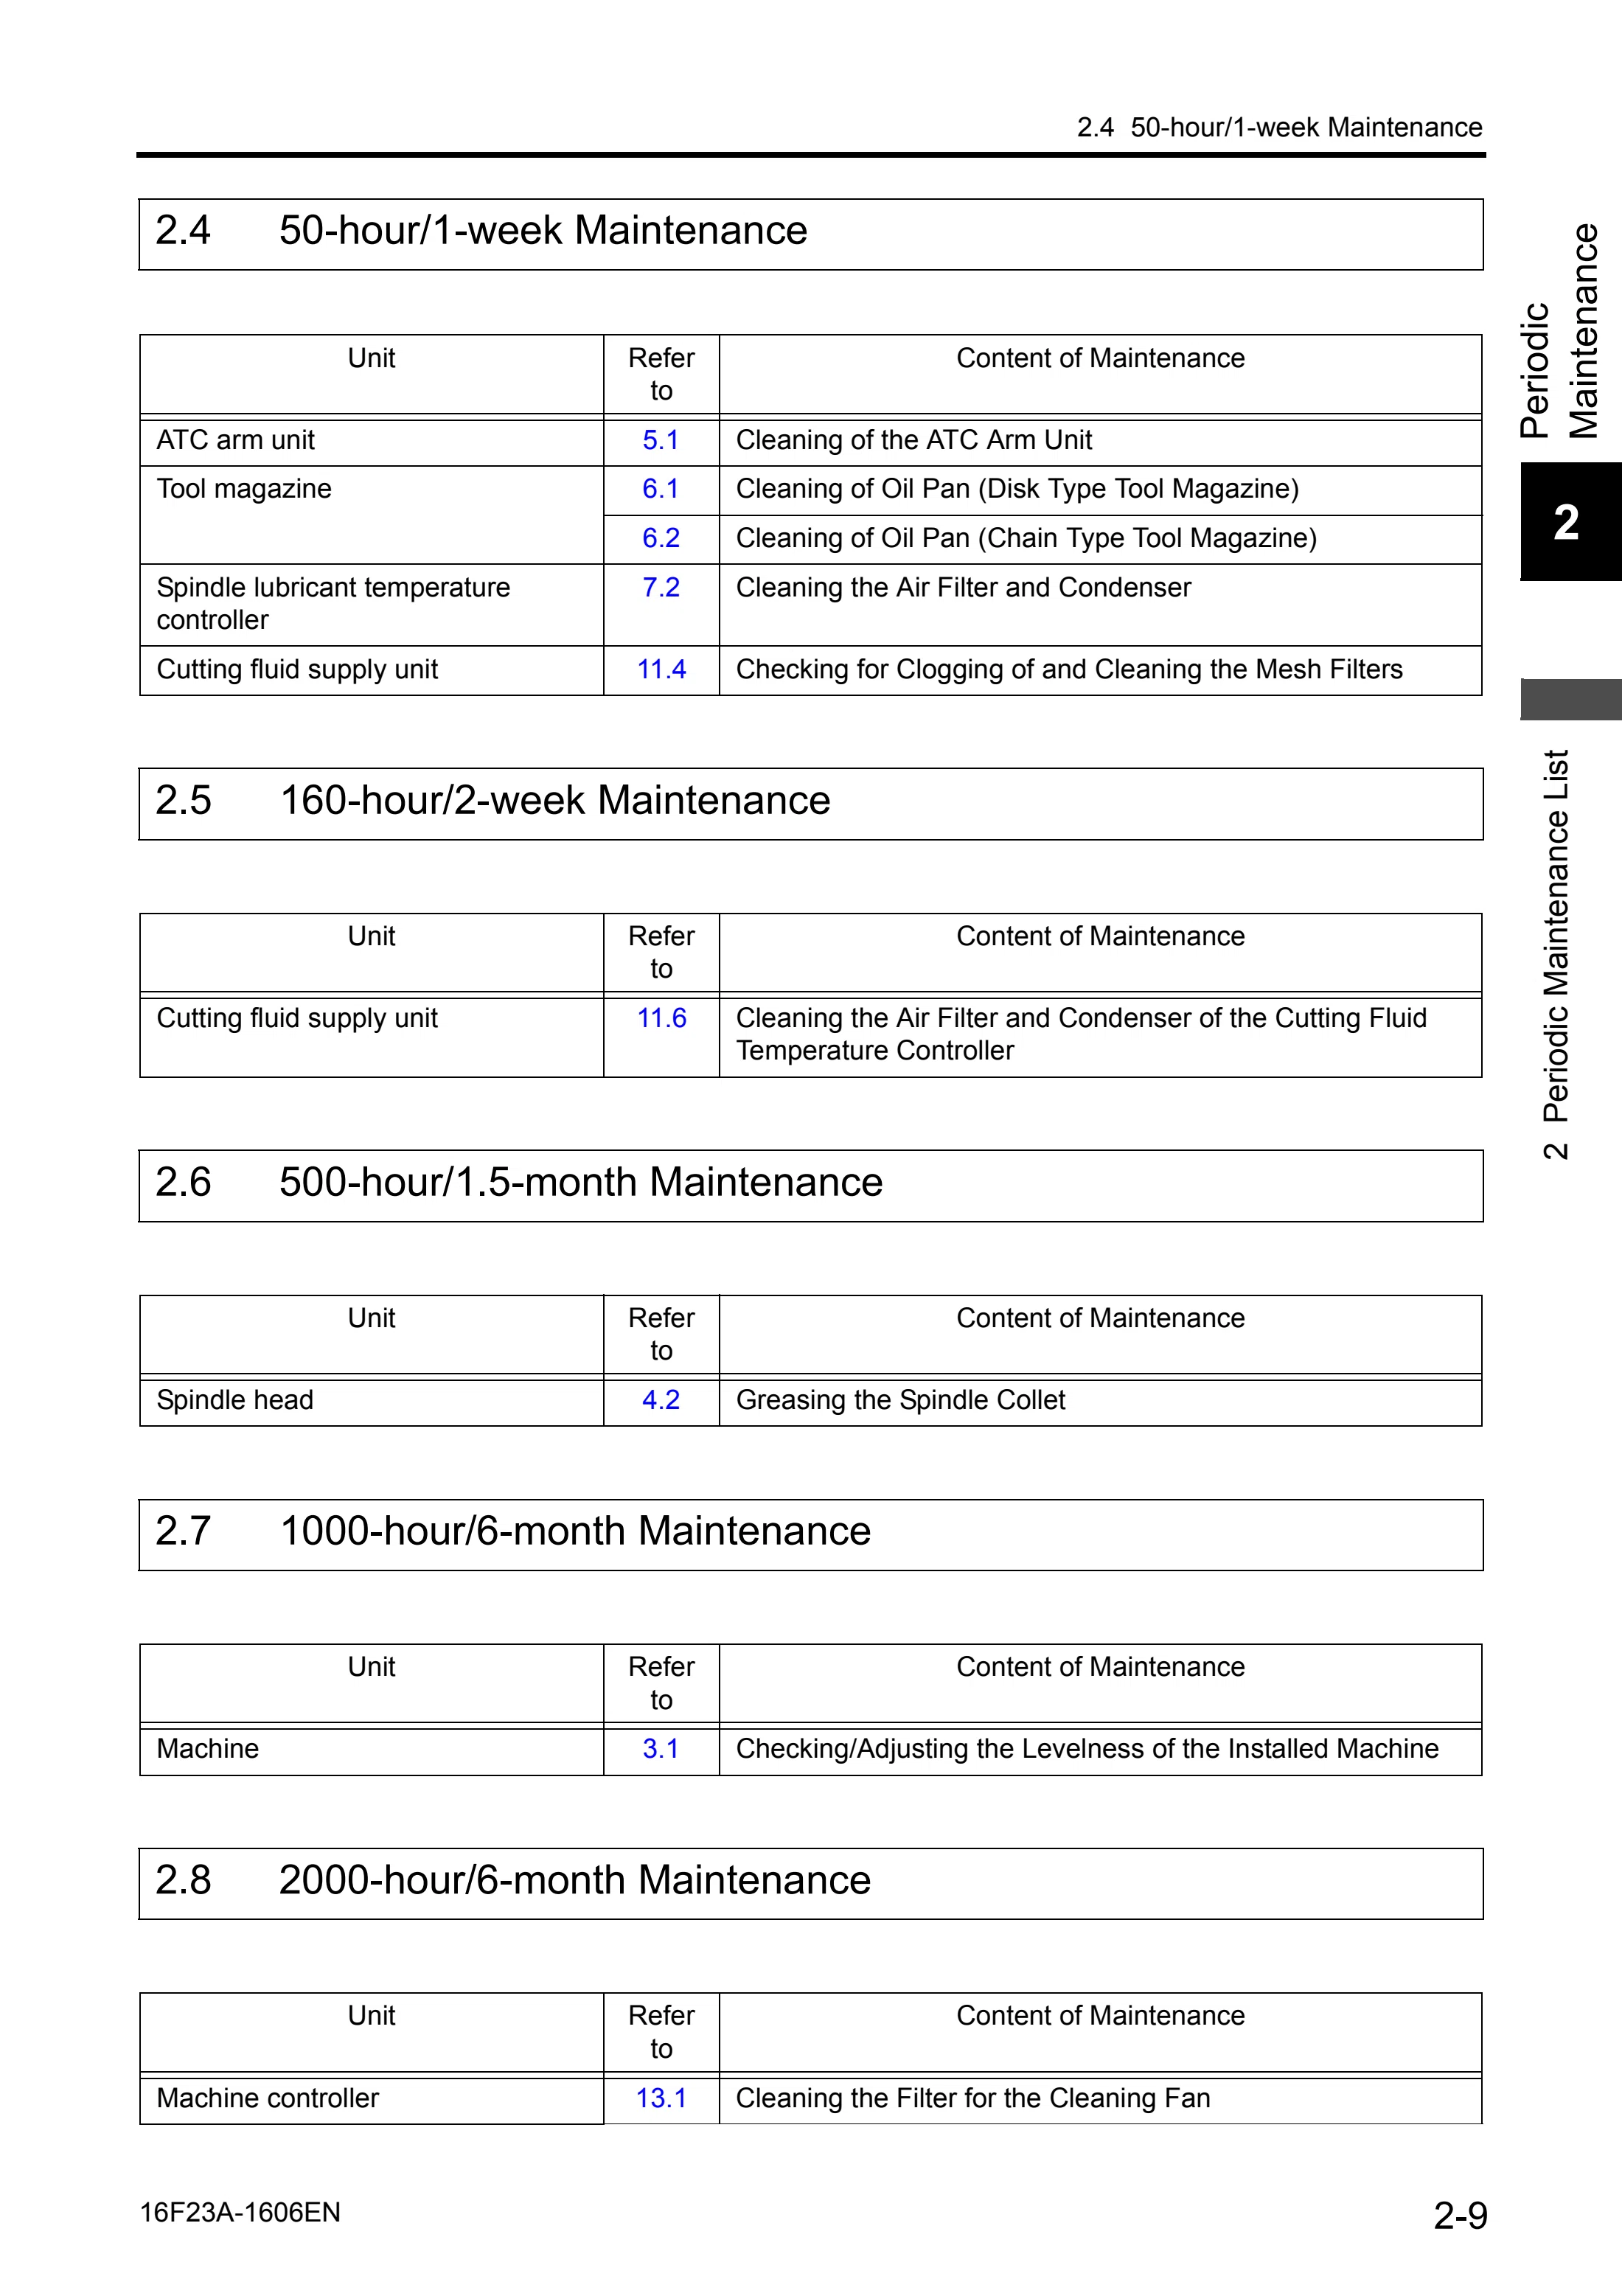 2.4 50-hour/1-week Maintenance
2.4 50-hour/1-week Maintenance
Unit Refer to Content of Maintenance
ATC arm unit 5.1 Cleaning of the ATC Arm Unit
Tool magazine 6.1 Cleaning of Oil Pan (Disk Type Tool Magazine)
6.2 Cleaning of Oil Pan (Chain Type Tool Magazine)
Spindle lubricant temperature
controller 7.2 Cleaning the Air Filter and Condenser
Cutting fluid supply unit 11.4 Checking for Clogging of and Cleaning the Mesh Filters
2.5 160-hour/2-week Maintenance
Unit Refer to Content of Maintenance
Cutting fluid supply unit 11.6 Cleaning the Air Filter and Condenser of the Cutting Fluid
Temperature Controller
2.6 500-hour/1.5-month Maintenance
Unit Refer to Content of Maintenance
Spindle head 4.2 Greasing the Spindle Collet
2.7 1000-hour/6-month Maintenance
Unit Refer to Content of Maintenance
Machine 3.1 Checking/Adjusting the Levelness of the Installed Machine
2.8 2000-hour/6-month Maintenance
Unit Refer to Content of Maintenance
Machine controller 13.1 Cleaning the Filter for the Cleaning Fan
Periodic
Maintenance
2
2 Periodic Maintenance List
16F23A-1606EN
2-9